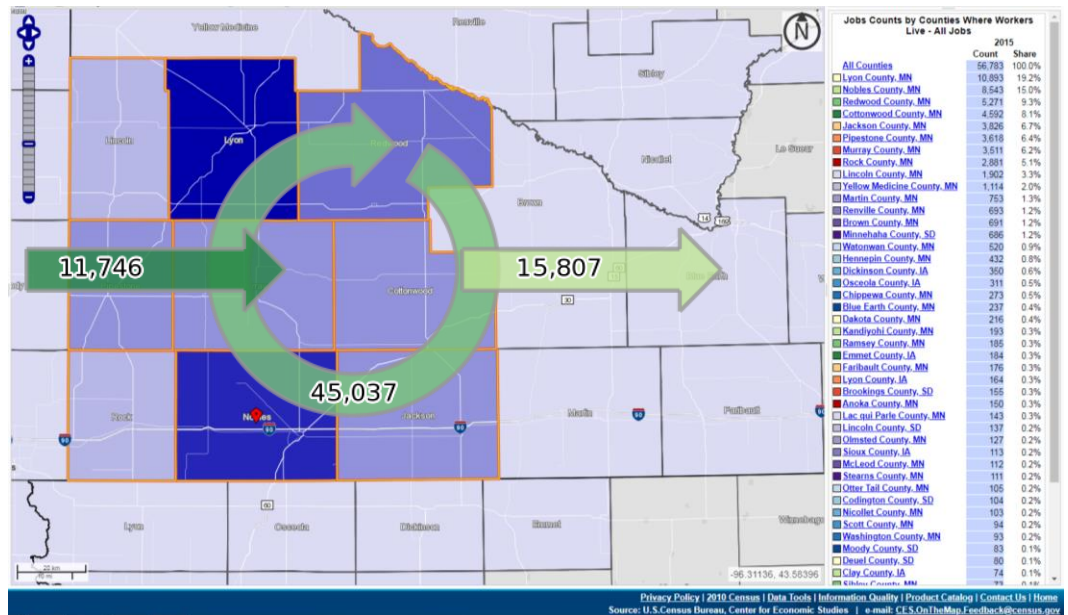 Yellow Medicine
Renville
N
Sibley
Lincoln
Lyon
Redwood
Nicollet
Le Sueur
Brown
14
11,746
15,807
Cottonwood
30
45,037
Rock
Nobles
Jackson
Martin
Faribault
90
90
90
90
90
60
Lyon
Osceola
Dickinson
Emmet
Winnebago
20 km
-96.31136, 43.58396
Jobs Counts by Counties Where Workers
Live - All Jobs
2015
Count Share
All Counties 56,783 100.0%
Lyon County, MN 10,893 19.2%
Nobles County, MN 8,543 15.0%
Redwood County, MN 5,271 9.3%
Cottonwood County, MN 4,592 8.1%
Jackson County, MN 3,826 6.7%
Pipestone County, MN 3,618 6.4%
Murray County, MN 3,511 6.2%
Rock County, MN 2,881 5.1%
Lincoln County, MN 1,902 3.3%
Yellow Medicine County, MN 1,114 2.0%
Martin County, MN 753 1.3%
Renville County, MN 693 1.2%
Brown County, MN 691 1.2%
Minnehaha County, SD 686 1.2%
Watonwan County, MN 520 0.9%
Hennepin County, MN 432 0.8%
Dickinson County, IA 360 0.6%
Osceola County, IA 311 0.5%
Chippewa County, MN 273 0.5%
Blue Earth County, MN 237 0.4%
Dakota County, MN 216 0.4%
Kandiyohi County, MN 193 0.3%
Ramsey County, MN 185 0.3%
Emmet County, IA 184 0.3%
Faribault County, MN 176 0.3%
Lyon County, IA 164 0.3%
Brookings County, SD 155 0.3%
Anoka County, MN 150 0.3%
Lac qui Parle County, MN 143 0.3%
Lincoln County, SD 137 0.2%
Olmsted County, MN 127 0.2%
Sioux County, IA 113 0.2%
McLeod County, MN 112 0.2%
Stearns County, MN 111 0.2%
Otter Tail County, MN 105 0.2%
Codington County, SD 104 0.2%
Nicollet County, MN 103 0.2%
Scott County, MN 94 0.2%
Washington County, MN 93 0.2%
Moody County, SD 83 0.1%
Deuel County, SD 80 0.1%
Clay County, IA 74 0.1%
Sibley County, MN 73 0.1%
Privacy Policy | 2010 Census | Data Tools | Information Quality | Product Catalog | Contact Us | Home
Source: U.S.Census Bureau, Center for Economic Studies | e-mail: CES.OnTheMap.Feedback@census.gov